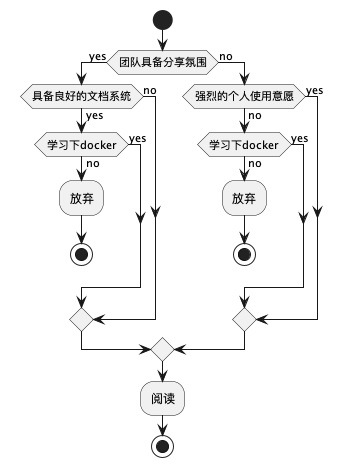 团队具备分享氛围
yes
no
具备良好的文档系统
no
强烈的个人使用意愿
yes
yes
no
学习下docker
yes
学习下docker
yes
no
no
放弃
放弃
阅读